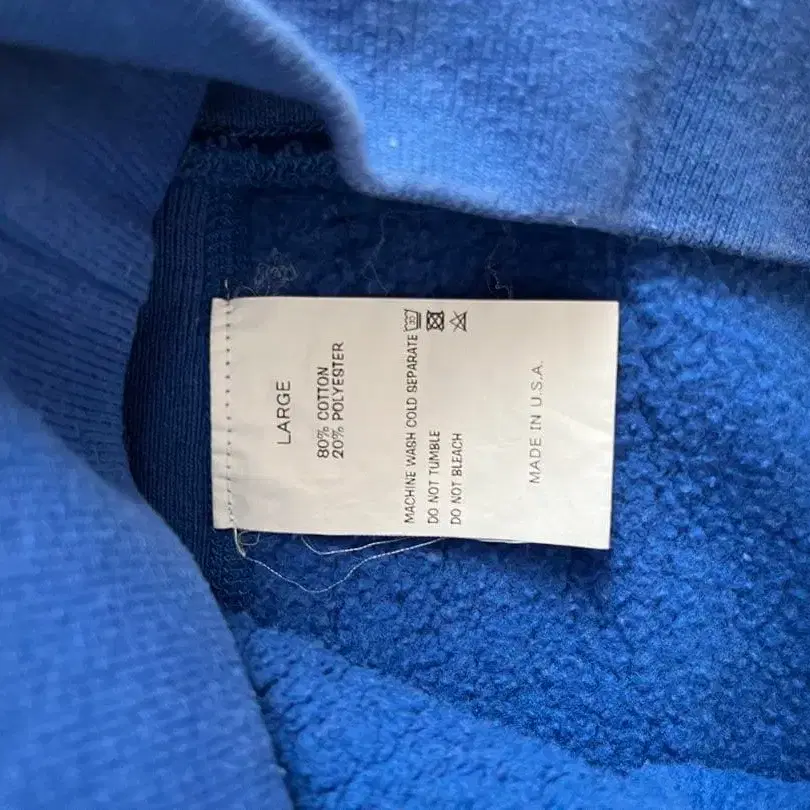 LARGE
80% COTTON
20% POLYESTER
MACHINE WASH COLD SEPARATE
DO NOT TUMBLE
DO NOT BLEACH
MADE IN U.S.A.